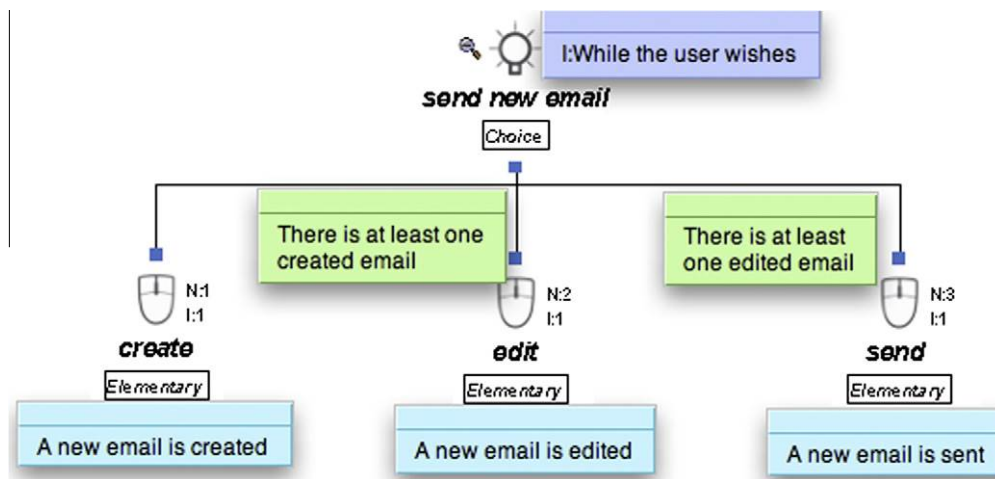 I:While the user wishes
send new email
Choice
There is at least one
created email
There is at least
one edited email
N:1
I:1
N:2
I:1
N:3
I:1
create
edit
send
Elementary
Elementary
Elementary
A new email is created
A new email is edited
A new email is sent